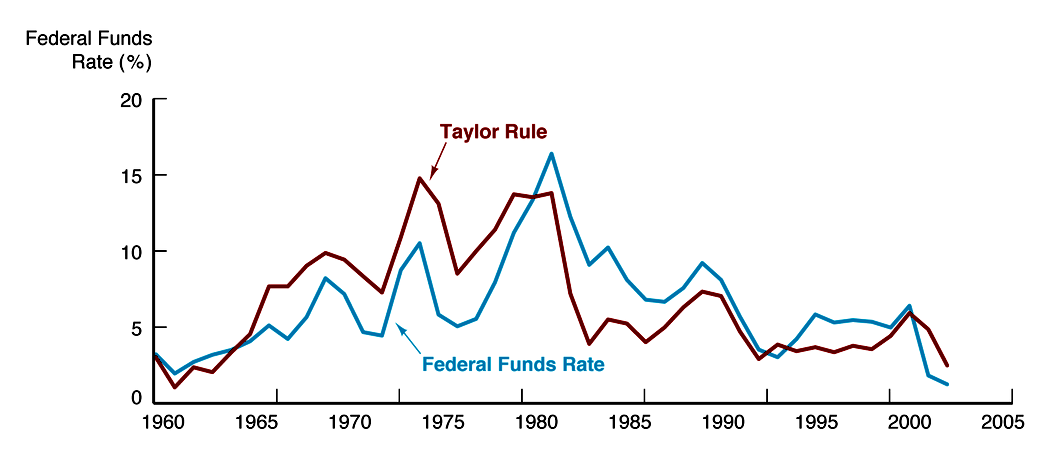 Federal Funds
Rate (%)
20
Taylor Rule
15
10
5
Federal Funds Rate
0
1960 1965 1970 1975 1980 1985 1990 1995 2000 2005